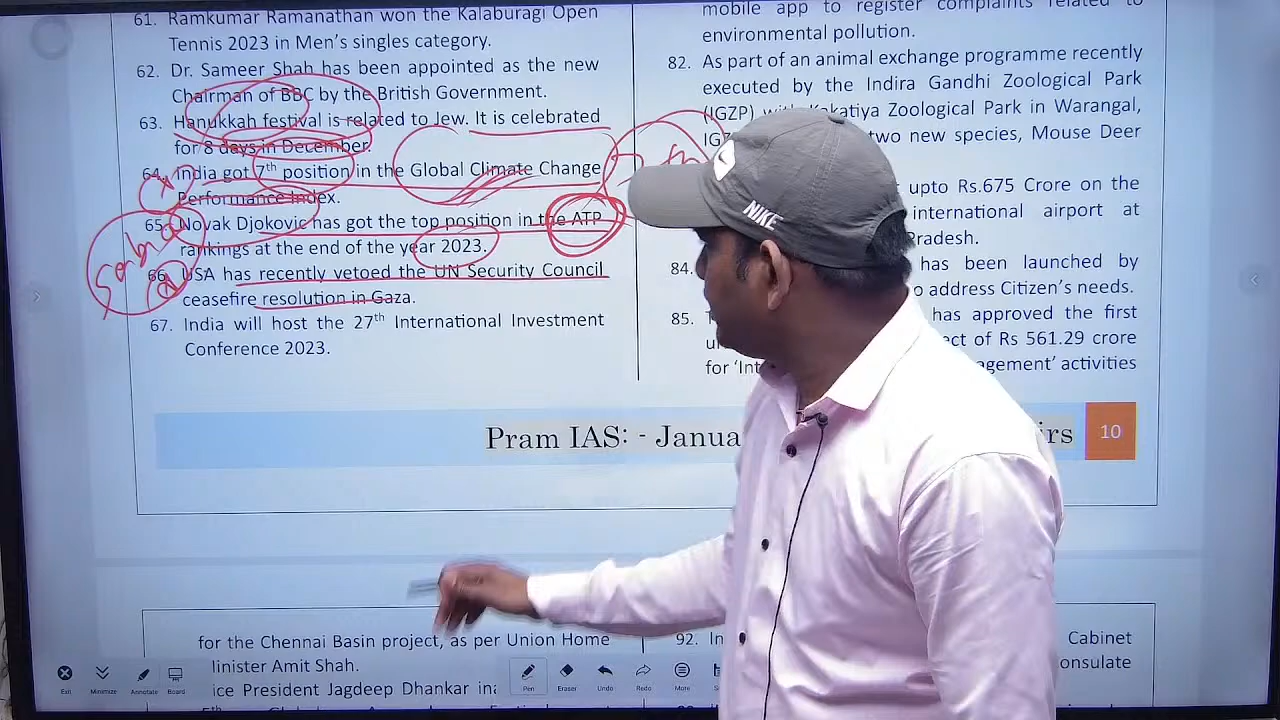 61. Ramkumar Ramanathan won the Kalaburagi Open
Tennis 2023 in Men's singles category.
62. Dr. Sameer Shah has been appointed as the new
Chairman of BBC by the British Government.
63. Hanukkah festival is related to Jew. It is celebrated
for 8 days in December.
64. India got 7th position in the Global Climate Change
Performance Index.
65. Novak Djokovic has got the top position in the ATP
rankings at the end of the year 2023.
66. USA has recently vetoed the UN Security Council
ceasefire resolution in Gaza.
67. India will host the 27th International Investment
Conference 2023.
mobile app to register complaints related to
environmental pollution.
82. As part of an animal exchange programme recently
executed by the Indira Gandhi Zoological Park
(IGZP) with Kakatiya Zoological Park in Warangal,
two new species, Mouse Deer
upto Rs.675 Crore on the
international airport at
Pradesh.
84. has been launched by
to address Citizen's needs.
85. has approved the first
of Rs 561.29 crore
for activities
NIKE
Pram IAS: - 10
for the Chennai Basin project, as per Union Home
Minister Amit Shah.
Vice President Jagdeep Dhankar
92. Cabinet
Exit Minimize Annotate Board Pen Eraser Undo Redo More